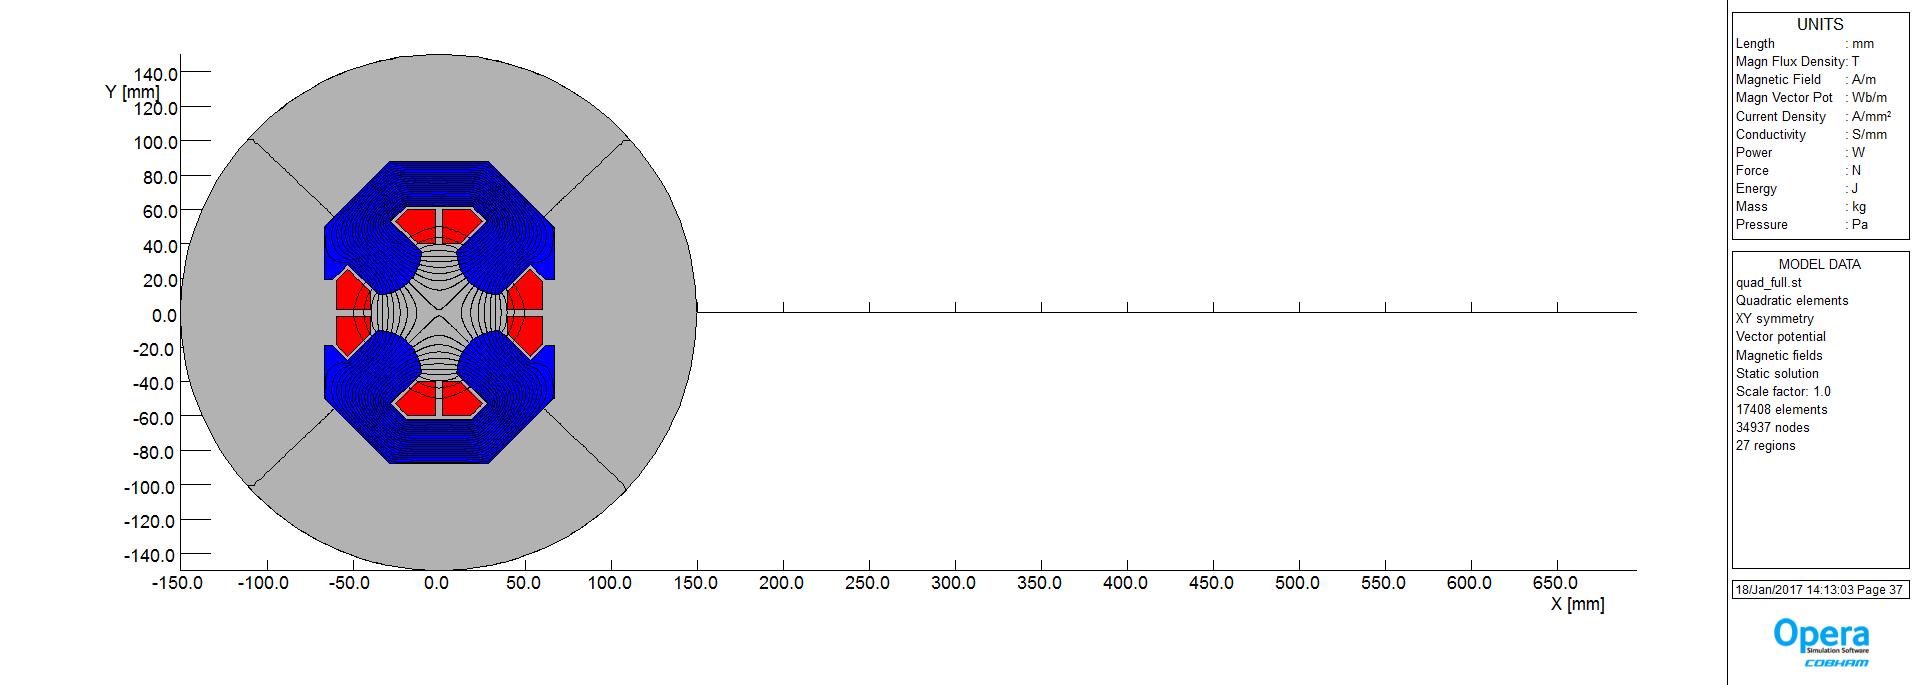 140.0
Y [mm]
120.0
100.0
80.0
60.0
40.0
20.0
0.0
-20.0
-40.0
-60.0
-80.0
-100.0
-120.0
-140.0
-150.0 -100.0 -50.0 0.0 50.0 100.0 150.0 200.0 250.0 300.0 350.0 400.0 450.0 500.0 550.0 600.0 650.0
X [mm]
UNITS
Length : mm
Magn Flux Density: T
Magnetic Field : A/m
Magn Vector Pot : Wb/m
Current Density : A/mm²
Conductivity : S/mm
Power : W
Force : N
Energy : J
Mass : kg
Pressure : Pa
MODEL DATA
quad_full.st
Quadratic elements
XY symmetry
Vector potential
Magnetic fields
Static solution
Scale factor: 1.0
17408 elements
34937 nodes
27 regions
18/Jan/2017 14:13:03 Page 37
Opera
Simulation Software
COBHAM